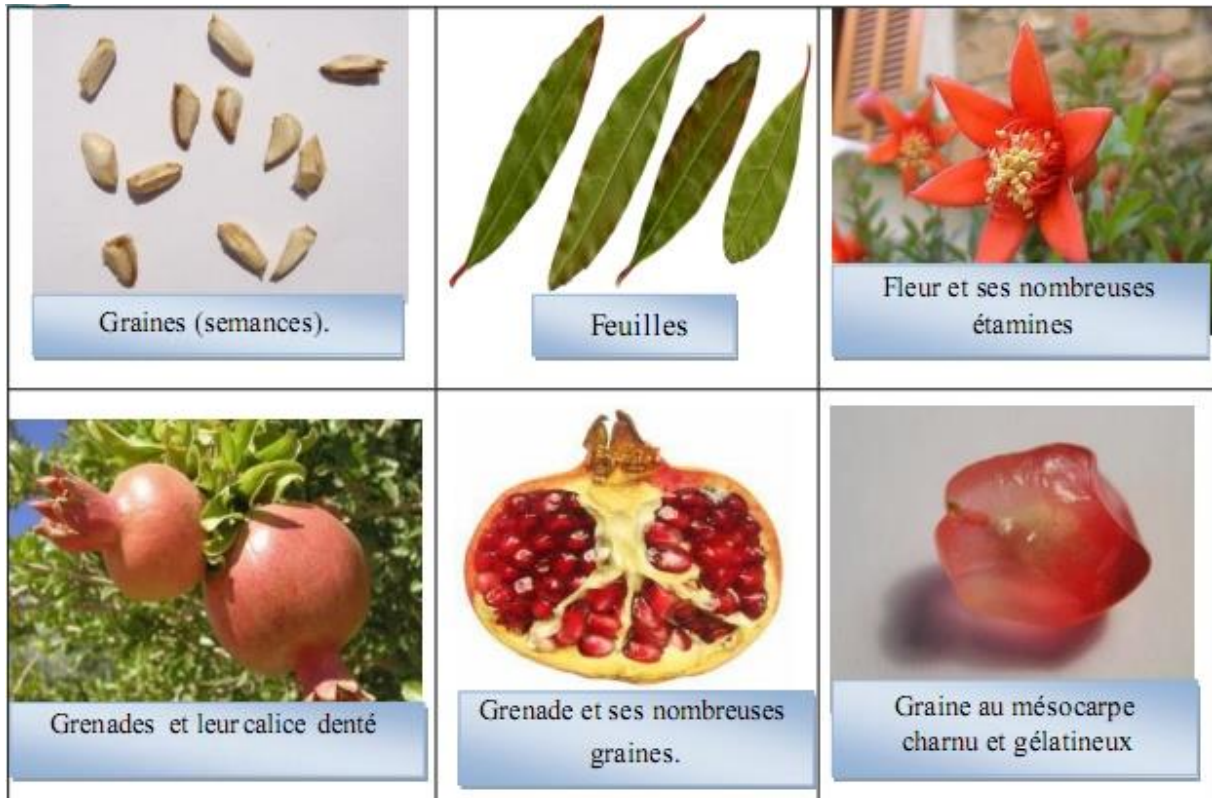 Graines (semances).
Feuilles
Fleur et ses nombreuses
étamines
Grenades et leur calice denté
Grenade et ses nombreuses
graines.
Graine au mésocarpe
charnu et gélatineux